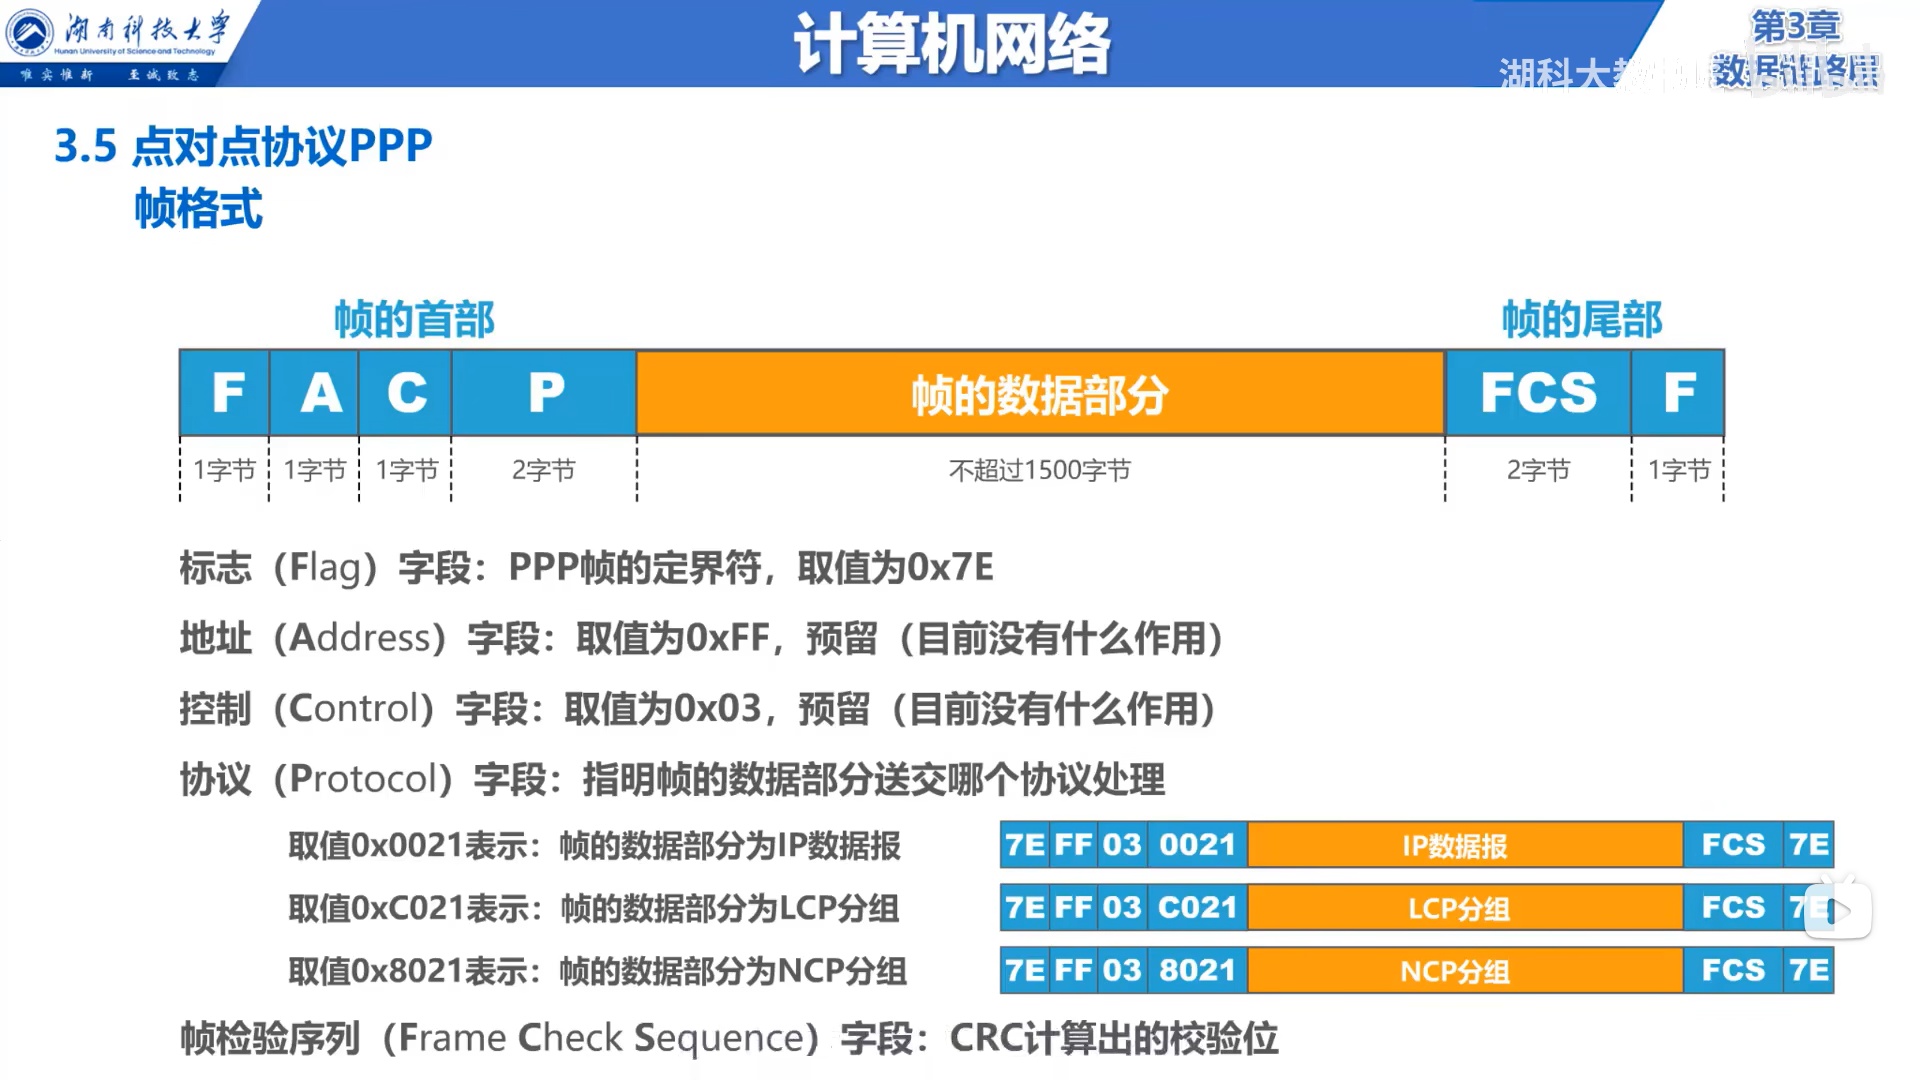 湖南科技大学
Hunan University of Science and Technology
唯实惟新 至诚致志
计算机网络
第3章
数据链路层
湖科大教
3.5 点对点协议PPP
帧格式
帧的首部 帧的尾部
F A C P 帧的数据部分 FCS F
1字节 1字节 1字节 2字节 不超过1500字节 2字节 1字节
标志（Flag）字段：PPP帧的定界符，取值为0x7E
地址（Address）字段：取值为0xFF，预留（目前没有什么作用）
控制（Control）字段：取值为0x03，预留（目前没有什么作用）
协议（Protocol）字段：指明帧的数据部分送交哪个协议处理
取值0x0021表示：帧的数据部分为IP数据报 7E FF 03 0021 IP数据报 FCS 7E
取值0xC021表示：帧的数据部分为LCP分组 7E FF 03 C021 LCP分组 FCS 7E
取值0x8021表示：帧的数据部分为NCP分组 7E FF 03 8021 NCP分组 FCS 7E
帧检验序列（Frame Check Sequence）字段：CRC计算出的校验位